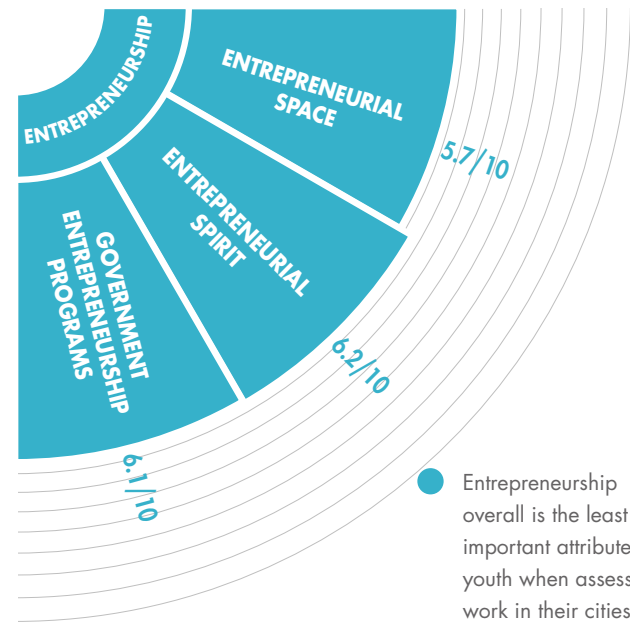 ENTREPRENEURSHIP
ENTREPRENEURIAL
SPACE
5.7/10
ENTREPRENEURIAL
SPIRIT
6.2/10
GOVERNMENT
ENTREPRENEURSHIP
PROGRAMS
6.1/10
Entrepreneurship
overall is the least
important attribute
youth when assess
work in their cities